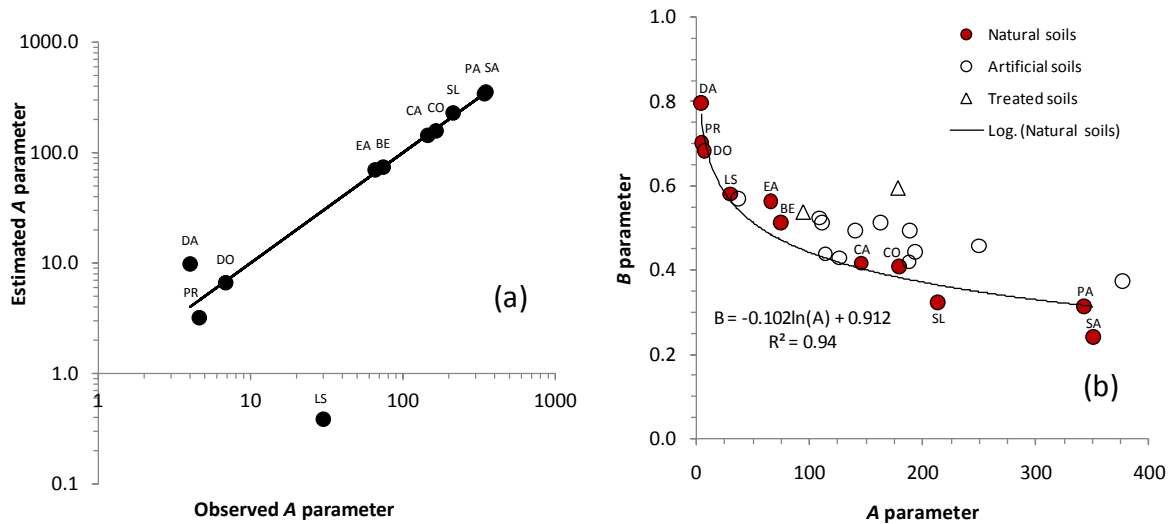 1000.0
100.0
10.0
1.0
0.1
1
10
100
1000
Estimated A parameter
Observed A parameter
PA SA
SL
CA CO
EA BE
DA
DO
PR
LS
(a)
1.0
0.8
0.6
0.4
0.2
0.0
0
100
200
300
400
B parameter
A parameter
Natural soils
Artificial soils
Treated soils
Log. (Natural soils)
DA
PR
DO
LS
EA
BE
CA
CO
SL
PA
SA
B = -0.102ln(A) + 0.912
R² = 0.94
(b)